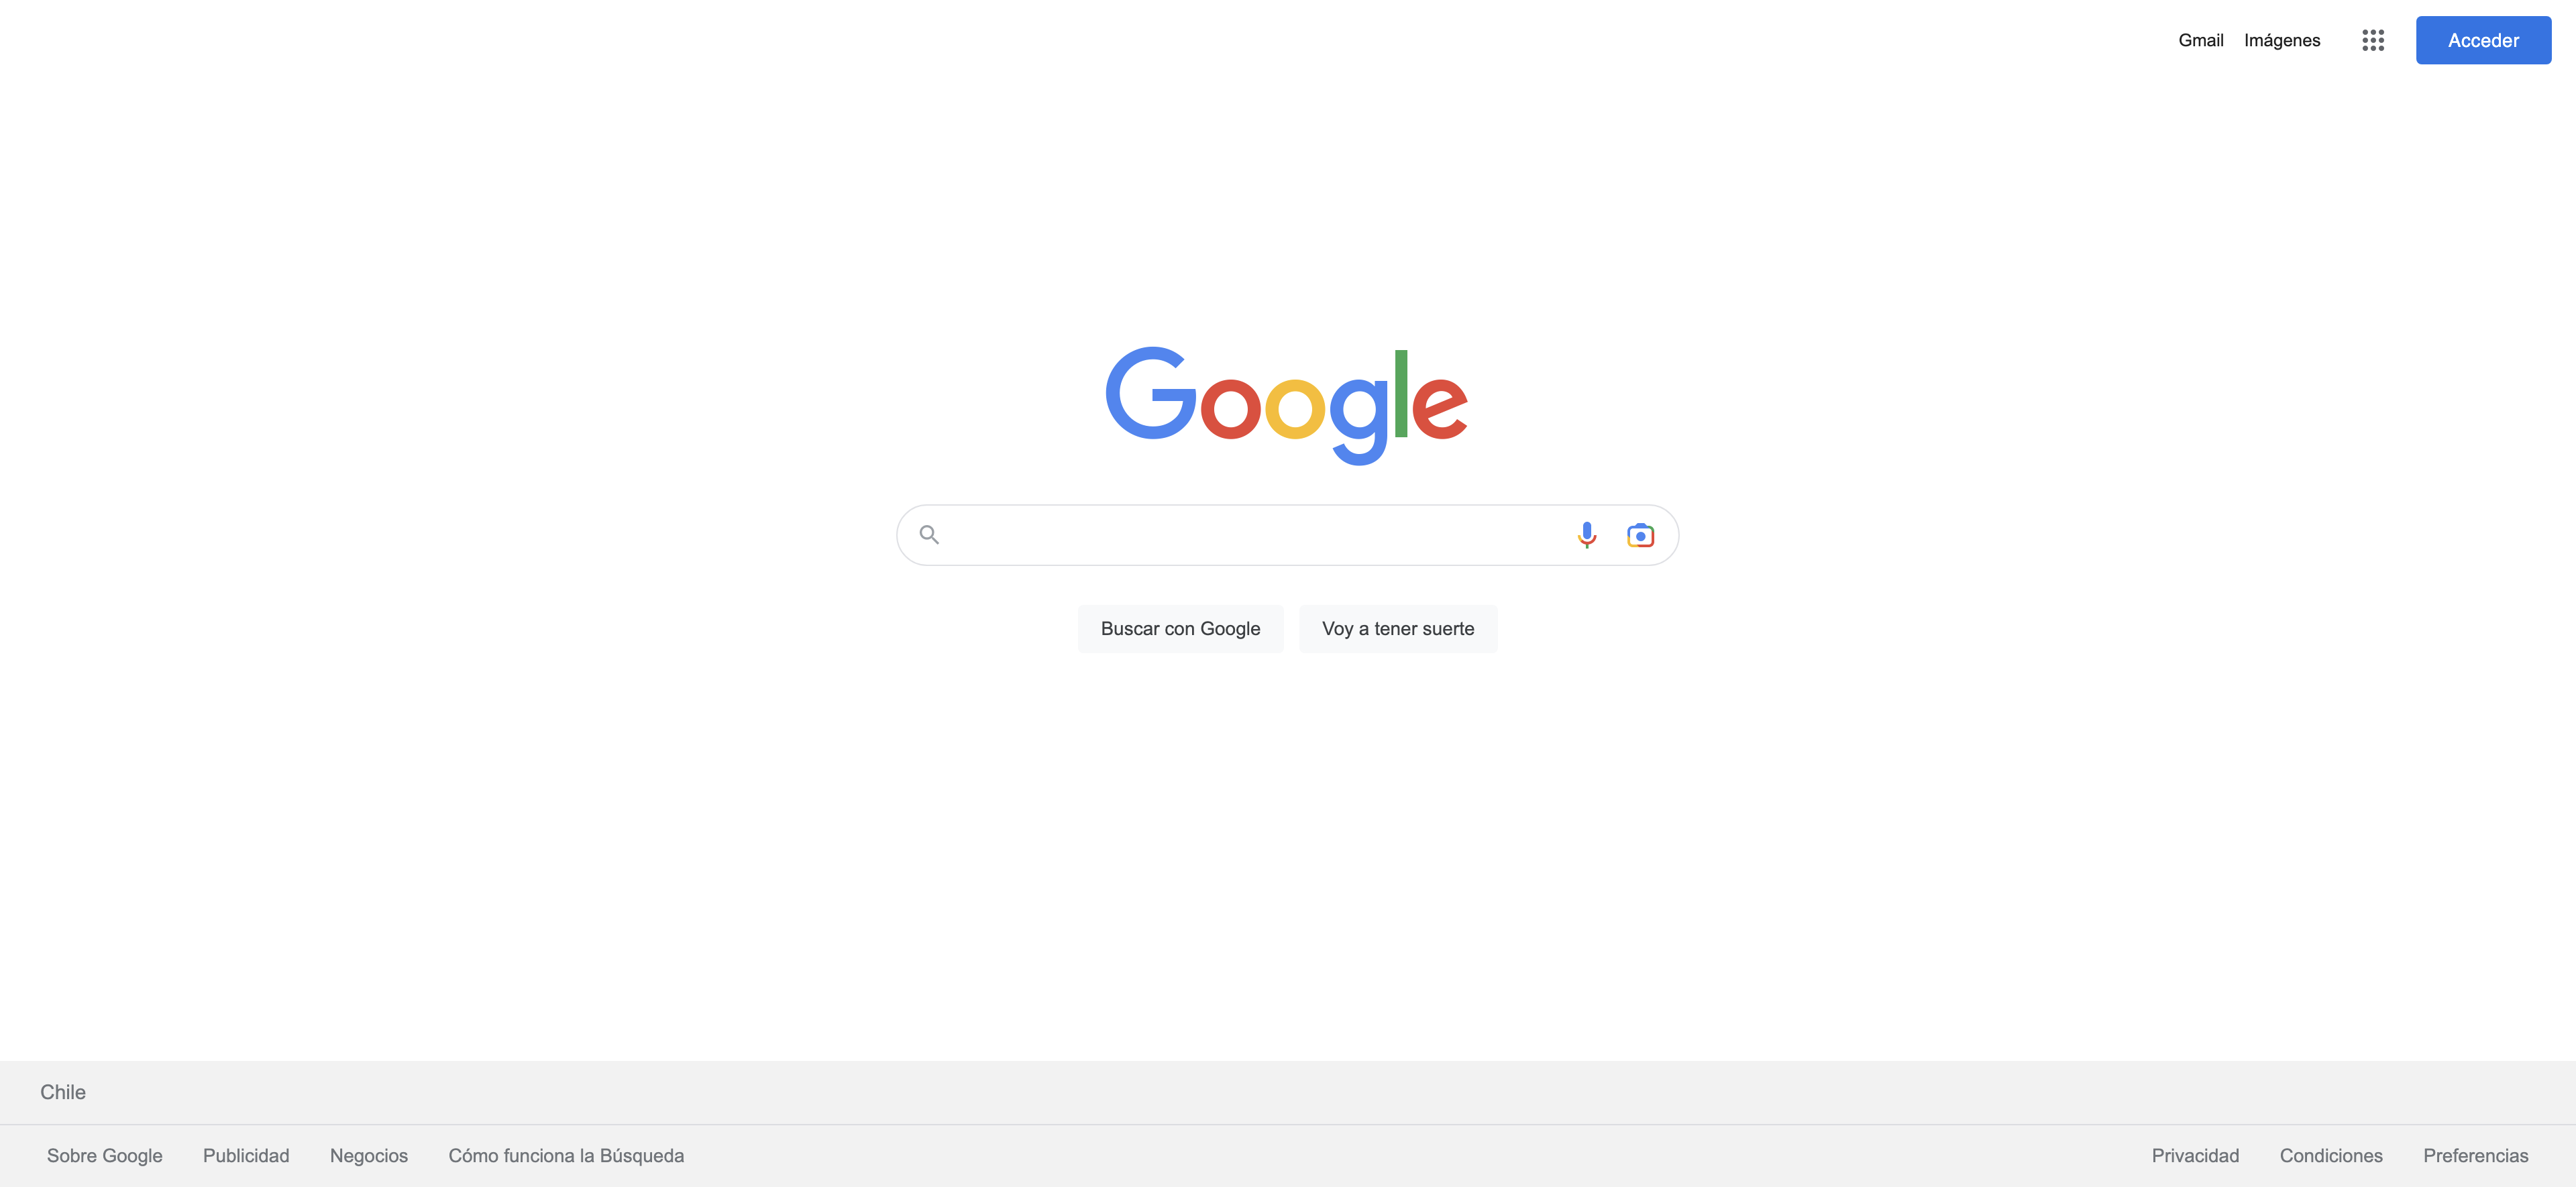 Gmail Imágenes Acceder
Google
Buscar con Google Voy a tener suerte
Chile
Sobre Google Publicidad Negocios Cómo funciona la Búsqueda Privacidad Condiciones Preferencias